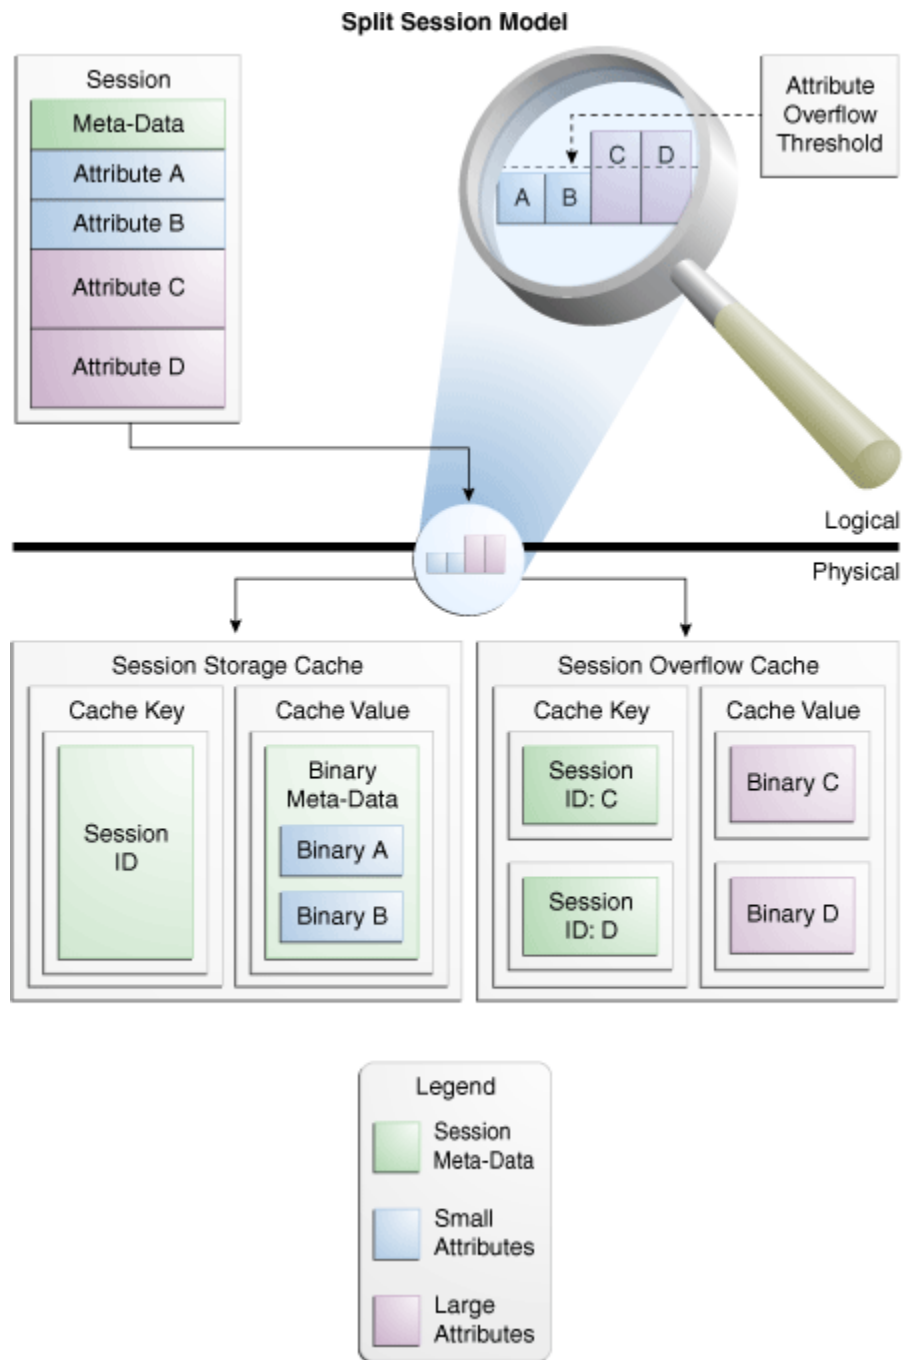 Split Session Model
Session
Meta-Data
Attribute A
Attribute B
Attribute C
Attribute D
A
B
C
D
Attribute
Overflow
Threshold
Logical
Physical
Session Storage Cache
Cache Key
Session
ID
Cache Value
Binary
Meta-Data
Binary A
Binary B
Session Overflow Cache
Cache Key
Session
ID: C
Session
ID: D
Cache Value
Binary C
Binary D
Legend
Session
Meta-Data
Small
Attributes
Large
Attributes